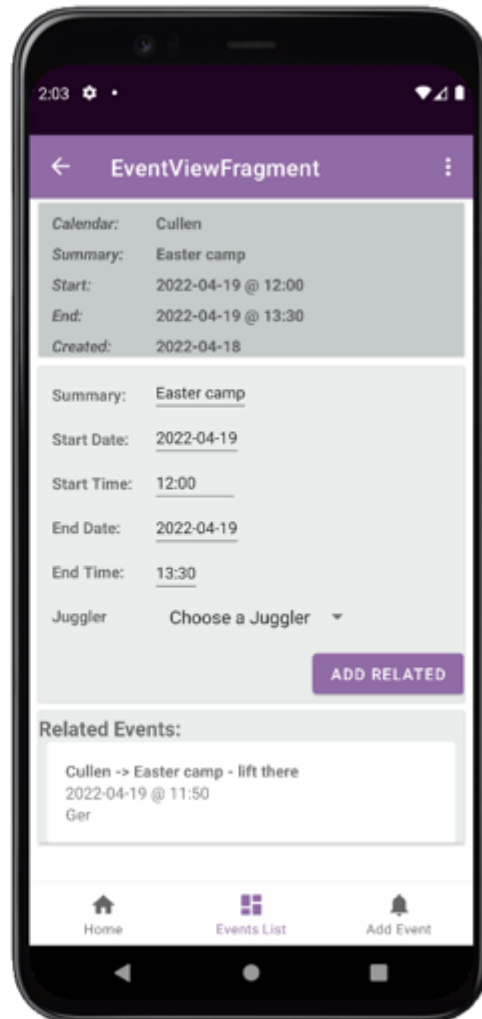 2:03
EventViewFragment
Calendar: Cullen
Summary: Easter camp
Start: 2022-04-19 @ 12:00
End: 2022-04-19 @ 13:30
Created: 2022-04-18
Summary: Easter camp
Start Date: 2022-04-19
Start Time: 12:00
End Date: 2022-04-19
End Time: 13:30
Juggler Choose a Juggler
ADD RELATED
Related Events:
Cullen -> Easter camp - lift there
2022-04-19 @ 11:50
Ger
Home Events List Add Event